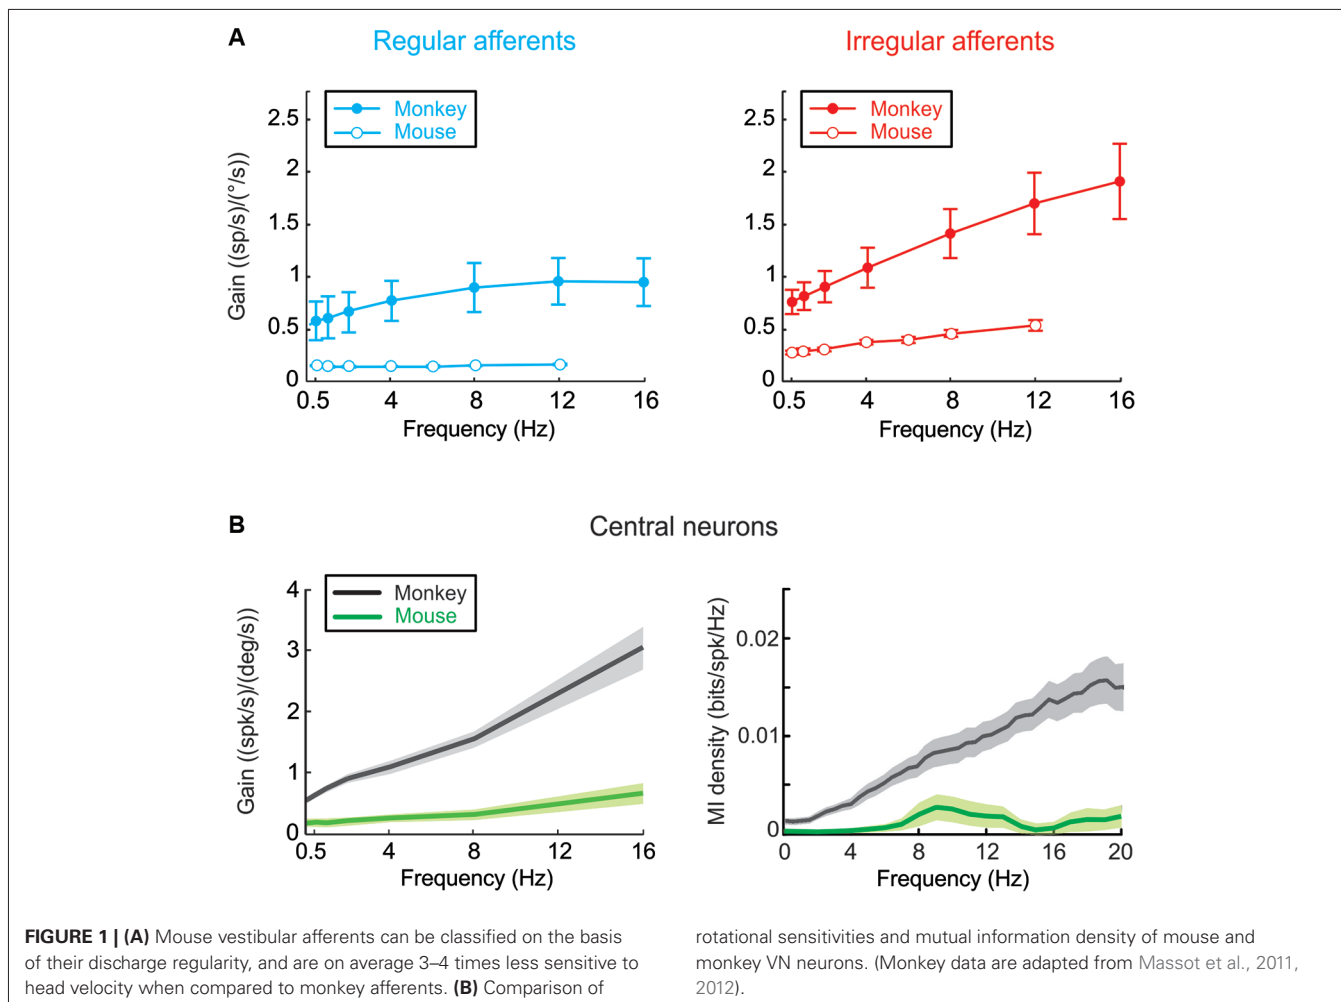 A
Regular afferents
Irregular afferents
Monkey
Mouse
2.5
2
1.5
1
0.5
0
Gain ((sp/s)/(°/s))
0.5
4
8
12
16
Frequency (Hz)
Monkey
Mouse
2.5
2
1.5
1
0.5
0
0.5
4
8
12
16
Frequency (Hz)
B
Central neurons
Monkey
Mouse
4
3
2
1
0
Gain ((spk/s)/(deg/s))
0.5
4
8
12
16
Frequency (Hz)
MI density (bits/spk/Hz)
0.02
0.01
0
0
4
8
12
16
20
Frequency (Hz)
FIGURE 1 | (A) Mouse vestibular afferents can be classified on the basis
of their discharge regularity, and are on average 3–4 times less sensitive to
head velocity when compared to monkey afferents. (B) Comparison of
rotational sensitivities and mutual information density of mouse and
monkey VN neurons. (Monkey data are adapted from Massot et al., 2011,
2012).